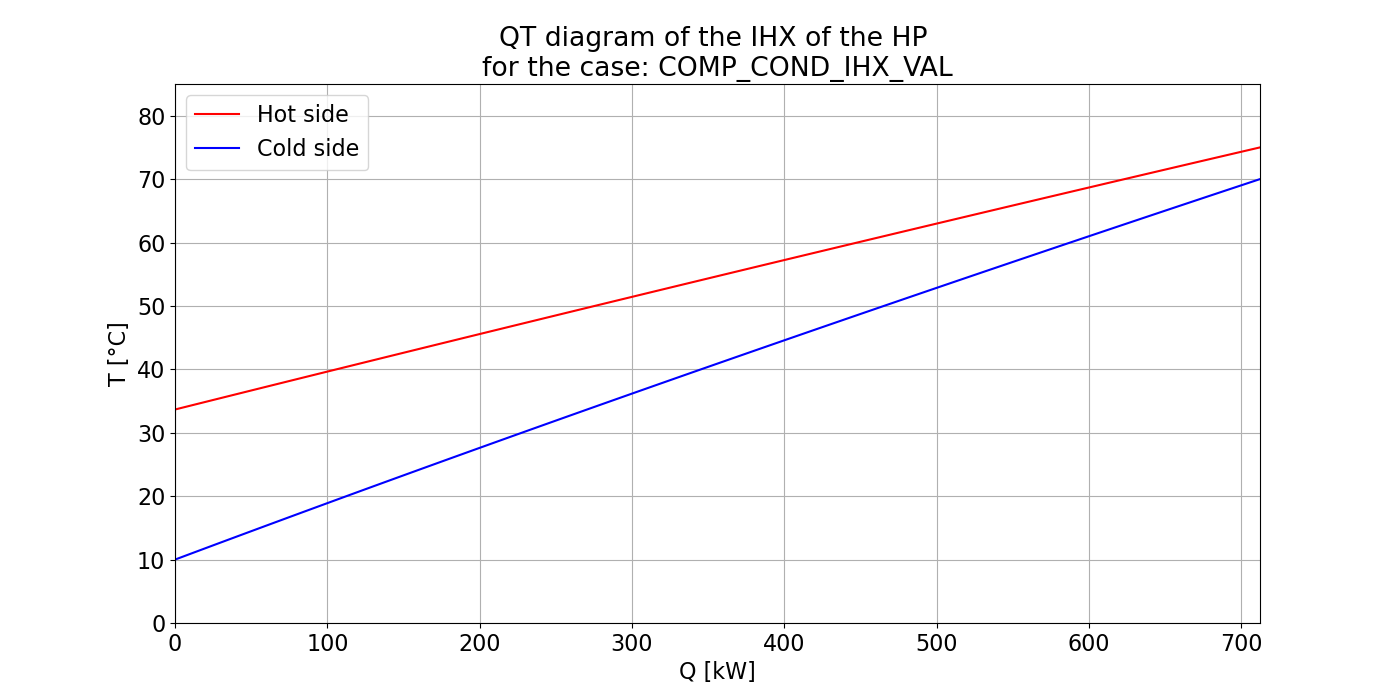 QT diagram of the IHX of the HP
for the case: COMP_COND_IHX_VAL
Hot side
Cold side
80
70
60
50
40
30
20
10
0
T [°C]
0 100 200 300 400 500 600 700
Q [kW]